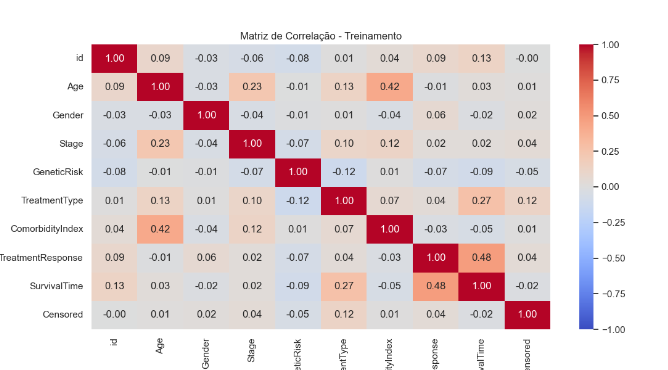 Matriz de Correlação - Treinamento
id 1.00 0.09 -0.03 -0.06 -0.08 0.01 0.04 0.09 0.13 -0.00
Age 0.09 1.00 -0.03 0.23 -0.01 0.13 0.42 -0.01 0.03 0.01
Gender -0.03 -0.03 1.00 -0.04 -0.01 0.01 -0.04 0.06 -0.02 0.02
Stage -0.06 0.23 -0.04 1.00 -0.07 0.10 0.12 0.02 0.02 0.04
GeneticRisk -0.08 -0.01 -0.01 -0.07 1.00 -0.12 0.01 -0.07 -0.09 -0.05
TreatmentType 0.01 0.13 0.01 0.10 -0.12 1.00 0.07 0.04 0.27 0.12
ComorbidityIndex 0.04 0.42 -0.04 0.12 0.01 0.07 1.00 -0.03 -0.05 0.01
TreatmentResponse 0.09 -0.01 0.06 0.02 -0.07 0.04 -0.03 1.00 0.48 0.04
SurvivalTime 0.13 0.03 -0.02 0.02 -0.09 0.27 -0.05 0.48 1.00 -0.02
Censored -0.00 0.01 0.02 0.04 -0.05 0.12 0.01 0.04 -0.02 1.00
id Age Gender Stage neticRisk entType ityIndex sponse valTime ensored
1.00
0.75
0.50
0.25
0.00
−0.25
−0.50
−0.75
−1.00